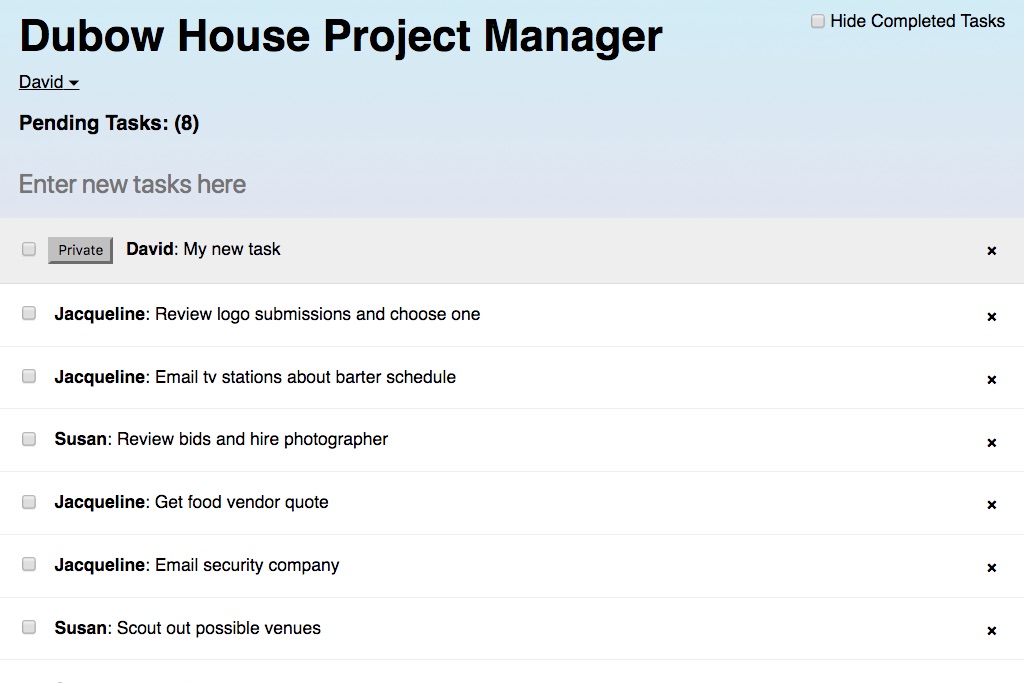 Dubow House Project Manager
Hide Completed Tasks
David
Pending Tasks: (8)
Enter new tasks here
Private David: My new task
Jacqueline: Review logo submissions and choose one
Jacqueline: Email tv stations about barter schedule
Susan: Review bids and hire photographer
Jacqueline: Get food vendor quote
Jacqueline: Email security company
Susan: Scout out possible venues